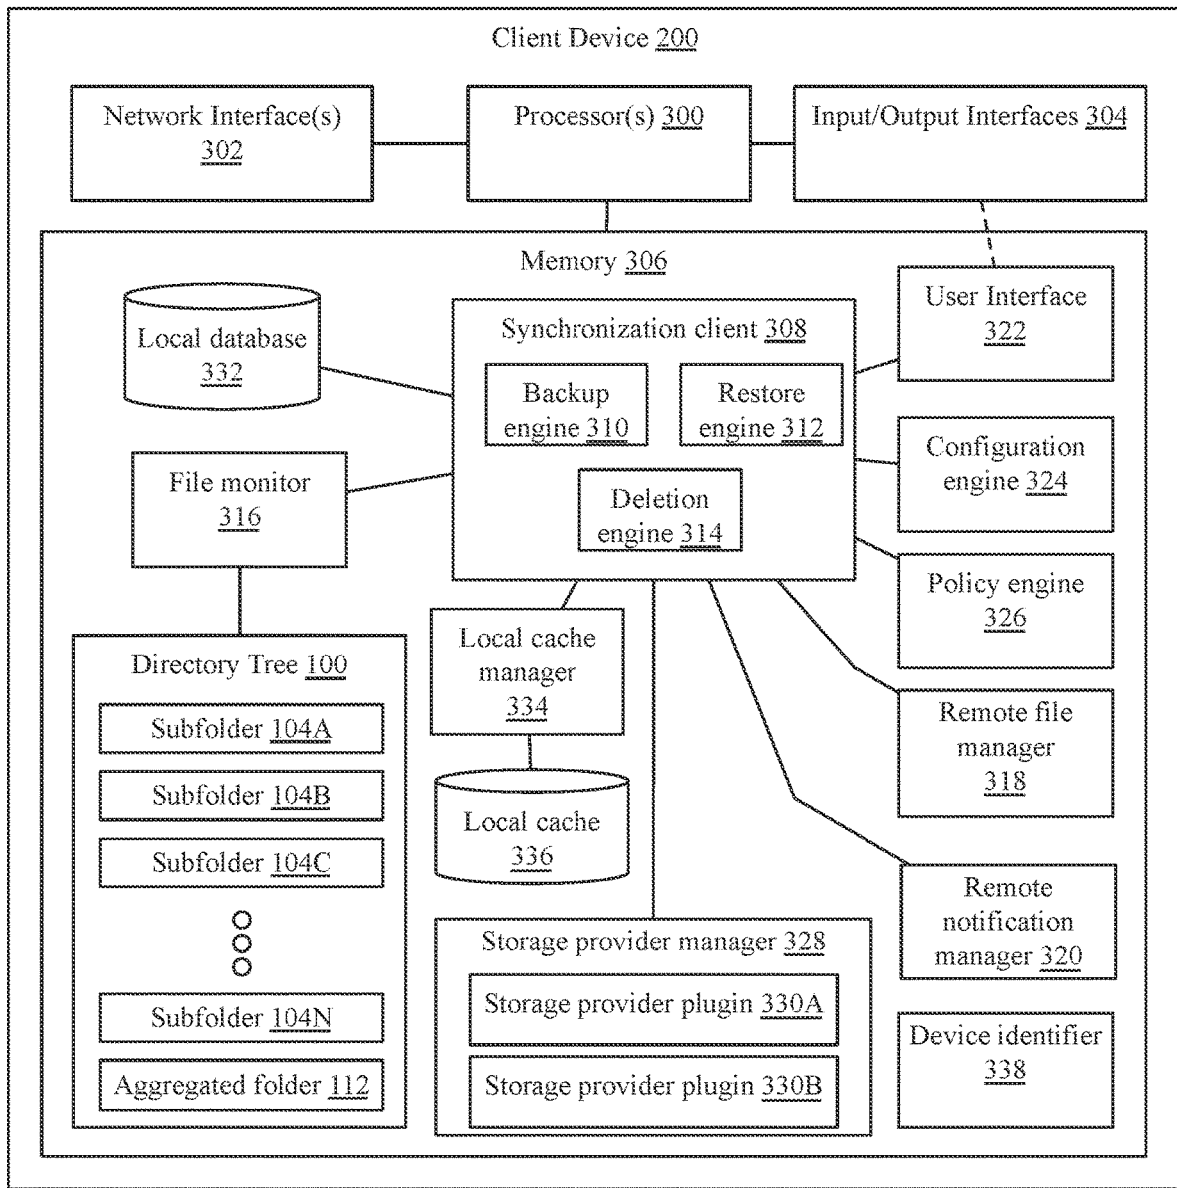 Client Device 200
Network Interface(s)
302
Processor(s) 300
Input/Output Interfaces 304
Memory 306
Local database
332
Synchronization client 308
Backup
engine 310
Restore
engine 312
Deletion
engine 314
User Interface
322
File monitor
316
Configuration
engine 324
Policy engine
326
Directory Tree 100
Subfolder 104A
Subfolder 104B
Subfolder 104C
Subfolder 104N
Aggregated folder 112
Local cache
manager
334
Local cache
336
Remote file
manager
318
Remote
notification
manager 320
Storage provider manager 328
Storage provider plugin 330A
Storage provider plugin 330B
Device identifier
338